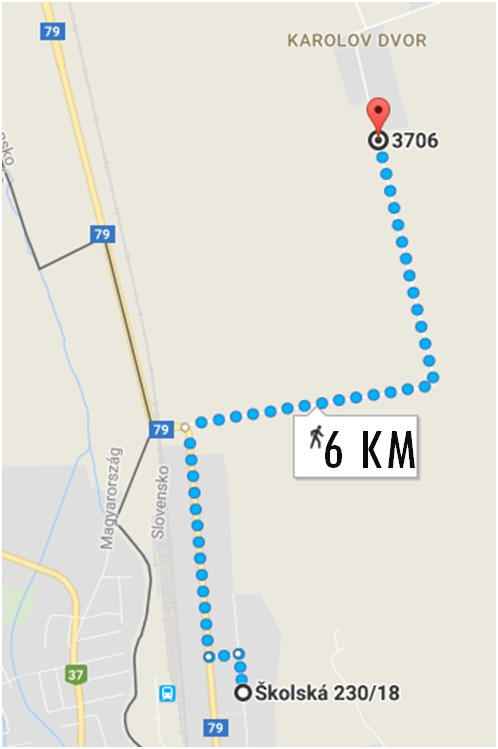 79
KAROLOV DVOR
3706
79
79
6 KM
Magyarország
Slovensko
37
Školská 230/18
79